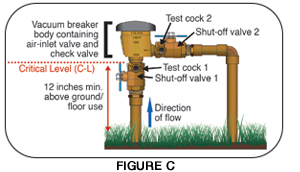 Vacuum breaker
body containing
air-inlet valve and
check valve
Test cock 2
Shut-off valve 2
Critical Level (C-L)
12 inches min.
above ground/
floor use
Test cock 1
Shut-off valve 1
Direction
of flow
FIGURE C